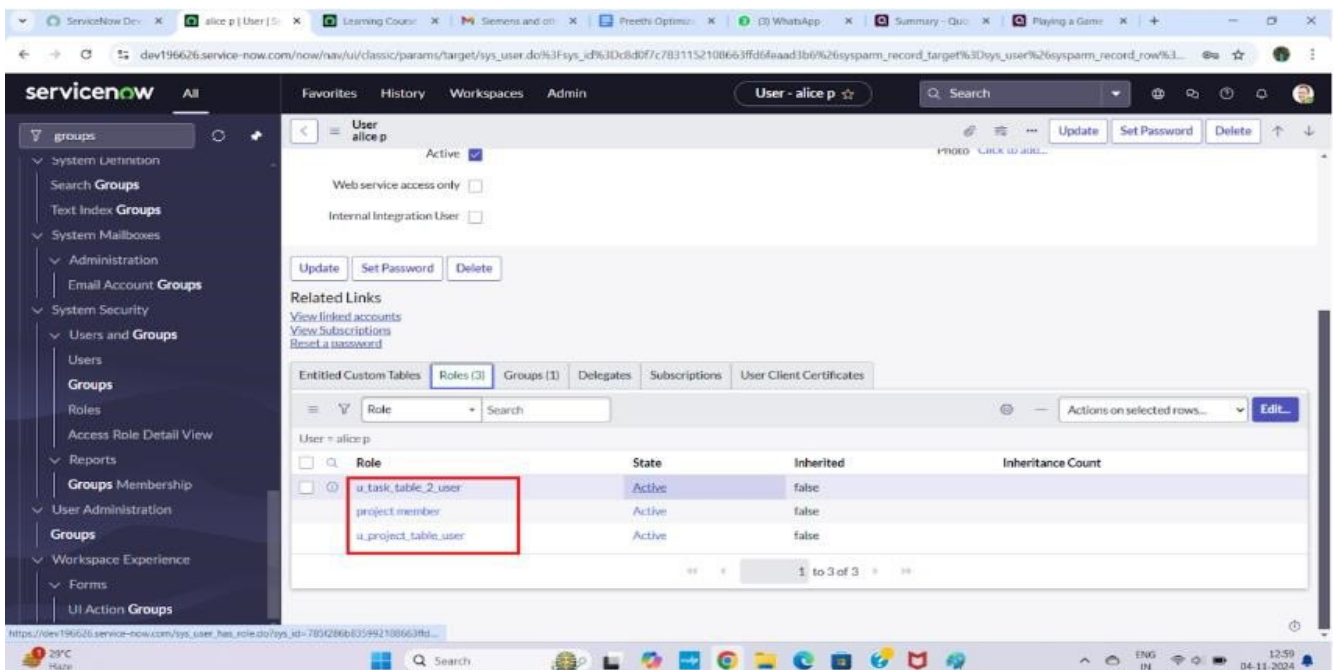 ServiceNow Dev
alice p | User | Se
Learning Course
Siemens and oth
Preethi Optimiz
(3) WhatsApp
Summary - Quiz
Playing a Game
dev196626.service-now.com/now/nav/ui/classic/params/target/sys_user.do%3Fsys_id%3D
servicenow All Favorites History Workspaces Admin User - alice p Search
groups
User
alice p
Update Set Password Delete
System Definition
Search Groups
Text Index Groups
System Mailboxes
Administration
Email Account Groups
System Security
Users and Groups
Users
Groups
Roles
Access Role Detail View
Reports
Groups Membership
User Administration
Groups
Workspace Experience
Forms
UI Action Groups
Active
Photo Click to add...
Web service access only
Internal Integration User
Update Set Password Delete
Related Links
View linked accounts
View Subscriptions
Reset a password
Entitled Custom Tables Roles (3) Groups (1) Delegates Subscriptions User Client Certificates
Role Search Actions on selected rows... Edit...
User = alice p
Role State Inherited Inheritance Count
u_task_table_2_user Active false
project member Active false
u_project_table_user Active false
1 to 3 of 3
29°C
Haze
Search
ENG
IN
12:59
04-11-2024